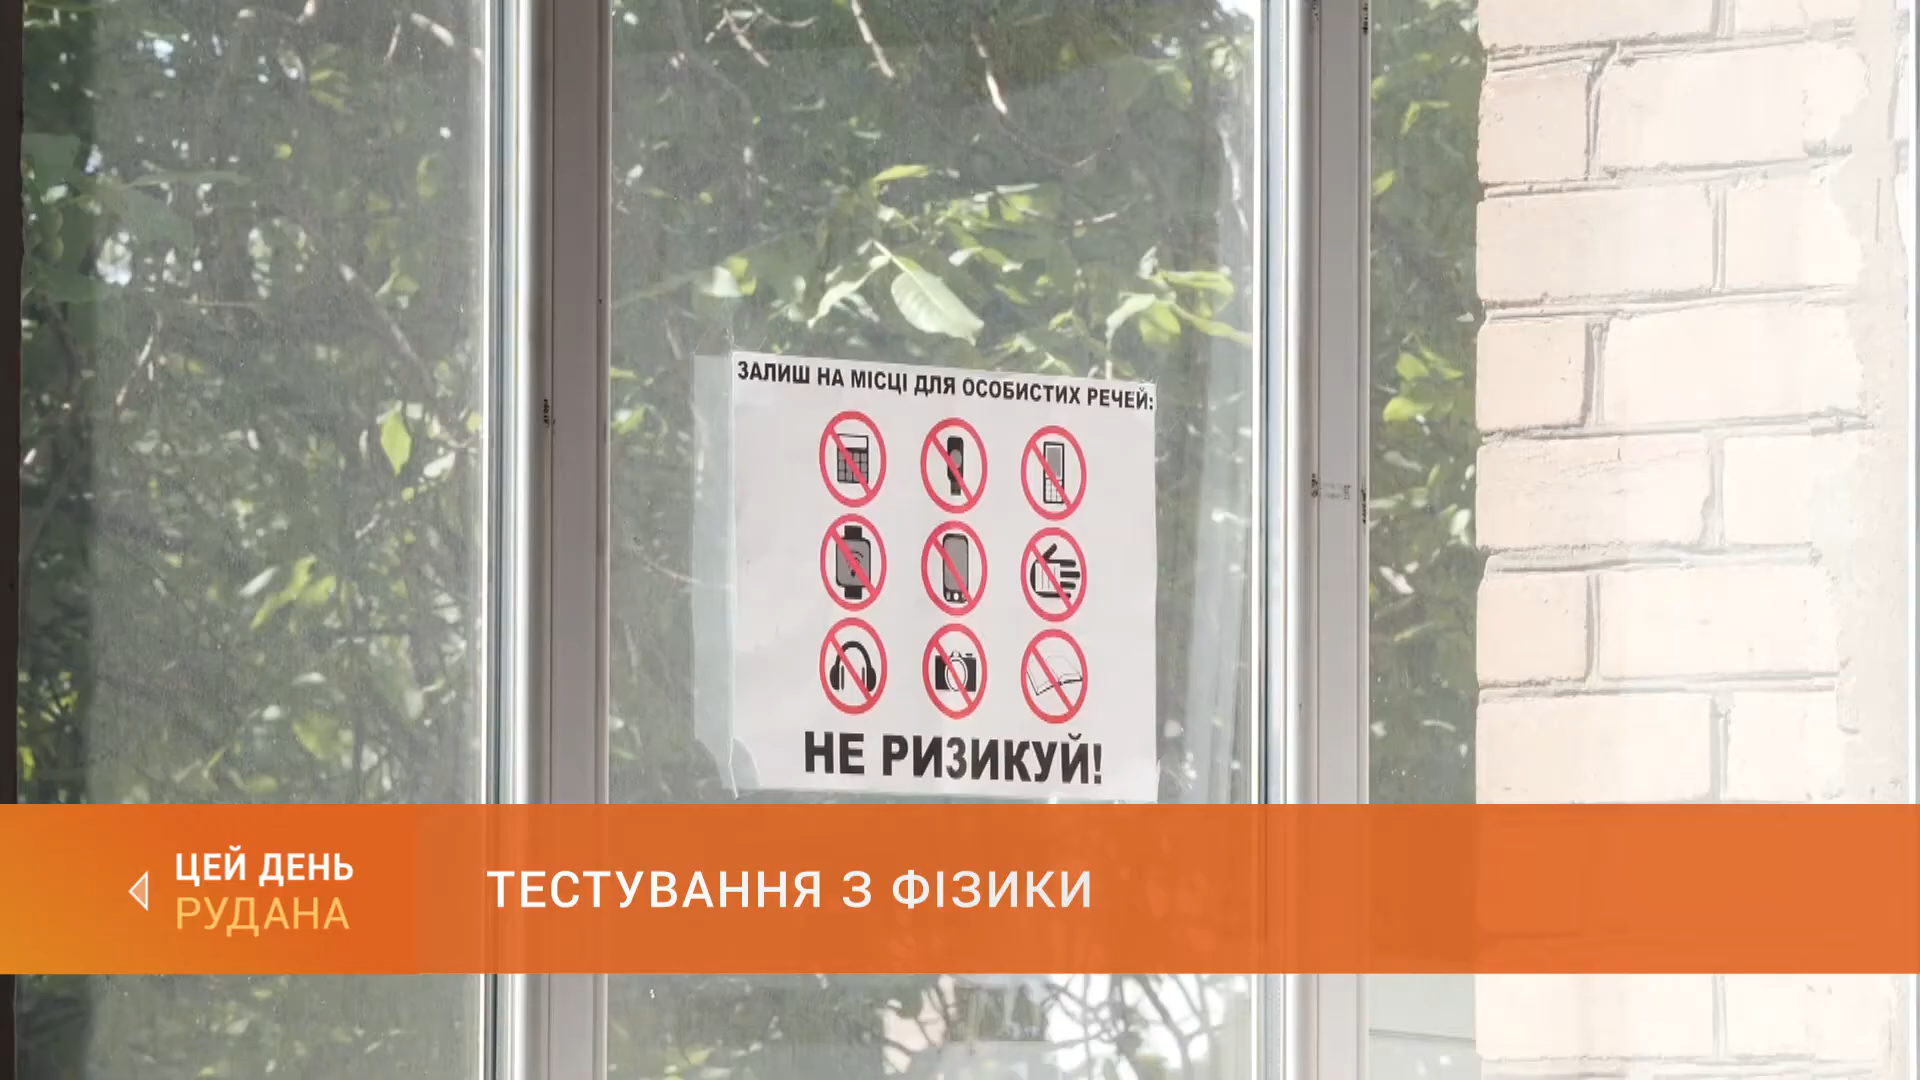 ЗАЛИШ НА МІСЦІ ДЛЯ ОСОБИСТИХ РЕЧЕЙ:
НЕ РИЗИКУЙ!
ЦЕЙ ДЕНЬ
РУДАНА
ТЕСТУВАННЯ З ФІЗИКИ